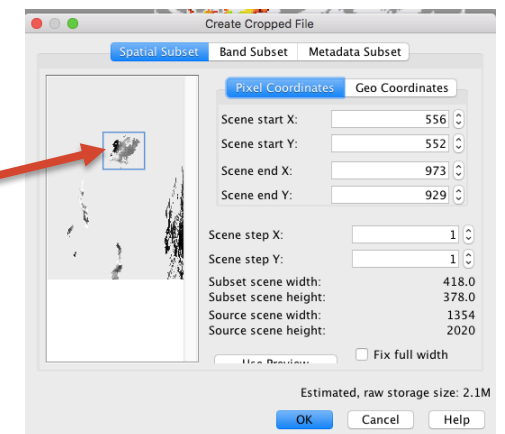 Create Cropped File
Spatial Subset Band Subset Metadata Subset
Pixel Coordinates Geo Coordinates
Scene start X: 556
Scene start Y: 552
Scene end X: 973
Scene end Y: 929
Scene step X: 1
Scene step Y: 1
Subset scene width: 418.0
Subset scene height: 378.0
Source scene width: 1354
Source scene height: 2020
Use Preview Fix full width
Estimated, raw storage size: 2.1M
OK Cancel Help